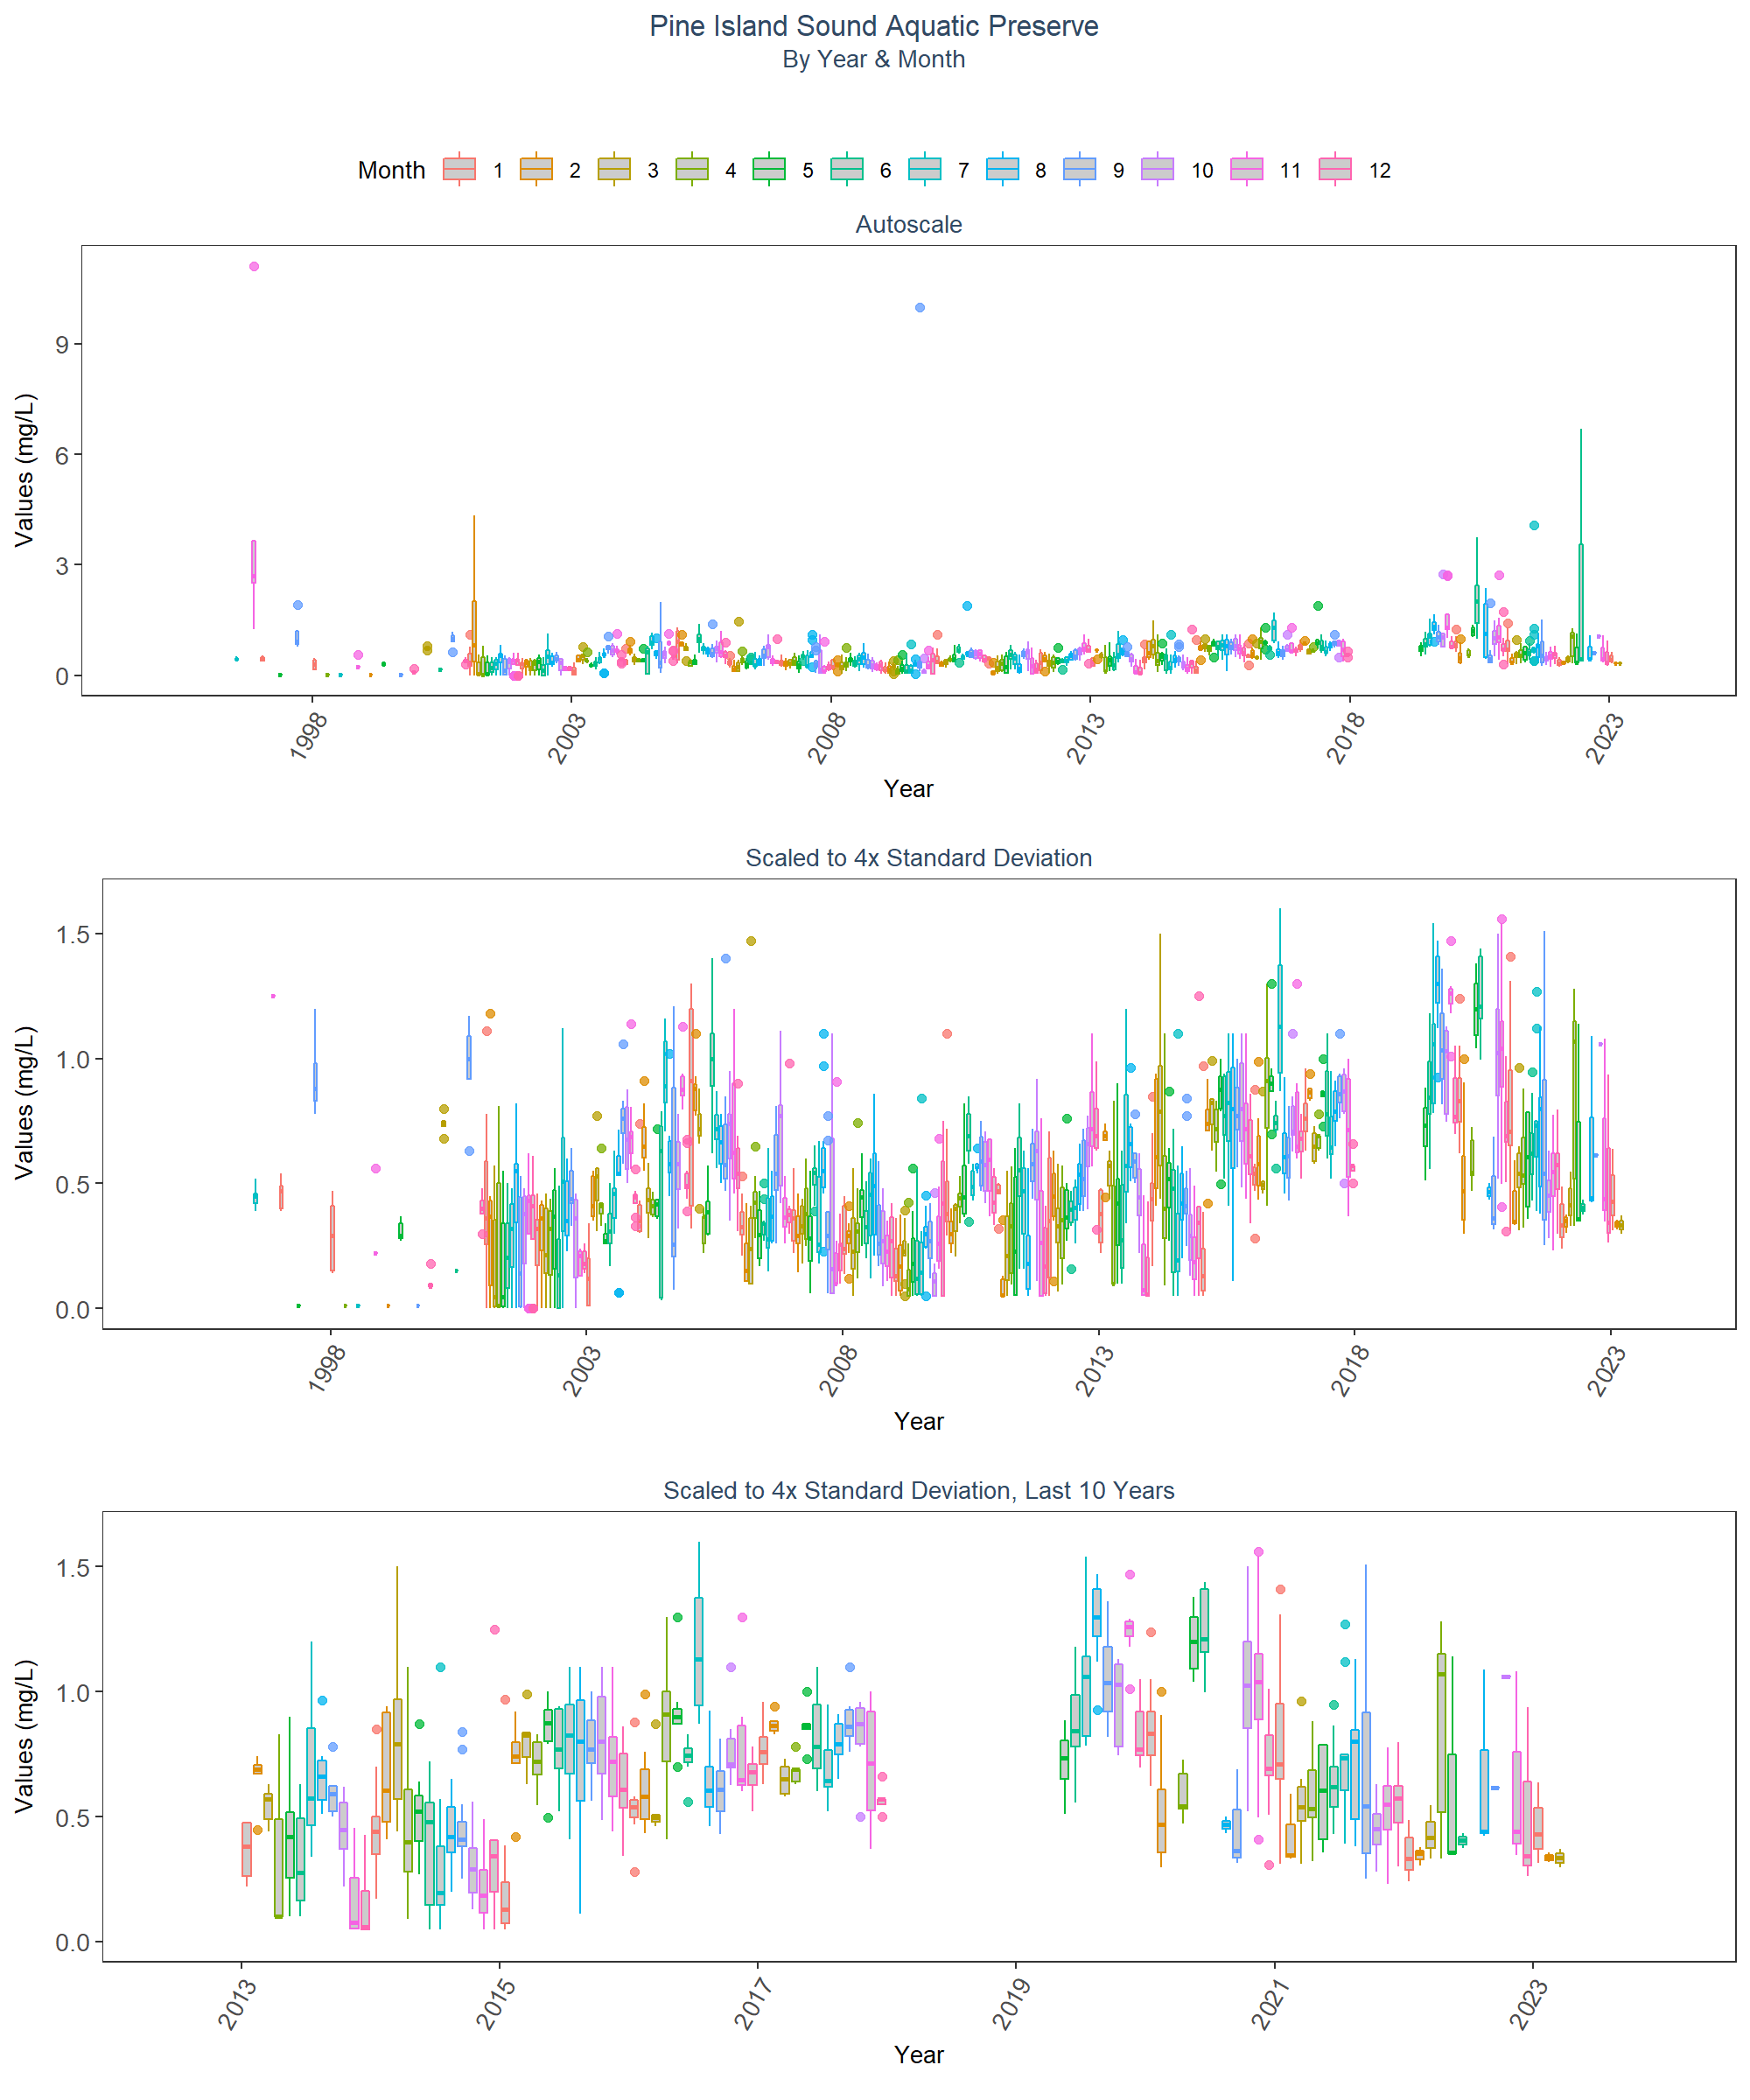 Pine Island Sound Aquatic Preserve
By Year & Month
Month 1 2 3 4 5 6 7 8 9 10 11 12
Autoscale
Values (mg/L)
9
6
3
0
1998 2003 2008 2013 2018 2023
Year
Scaled to 4x Standard Deviation
Values (mg/L)
1.5
1.0
0.5
0.0
1998 2003 2008 2013 2018 2023
Year
Scaled to 4x Standard Deviation, Last 10 Years
Values (mg/L)
1.5
1.0
0.5
0.0
2013 2015 2017 2019 2021 2023
Year